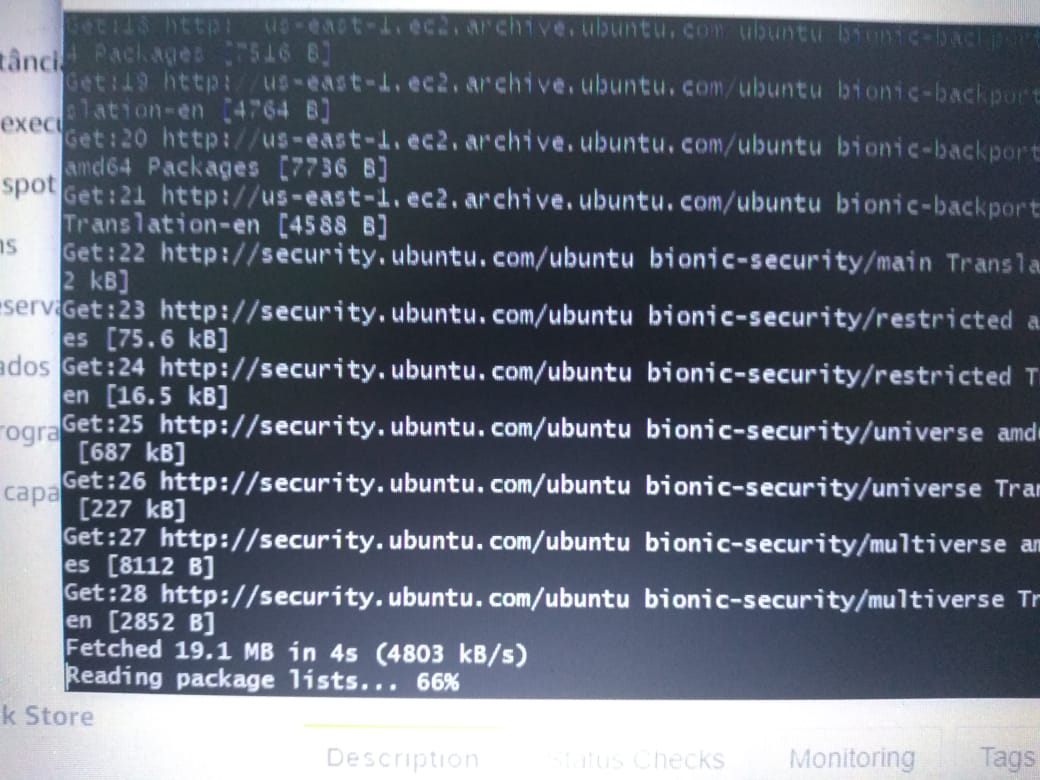 Get:18 http://us-east-1.ec2.archive.ubuntu.com ubuntu bionic-backport
4 Packages [7516 B]
Get:19 http://us-east-1.ec2.archive.ubuntu.com/ubuntu bionic-backport
slation-en [4764 B]
Get:20 http://us-east-1.ec2.archive.ubuntu.com/ubuntu bionic-backport
amd64 Packages [7736 B]
Get:21 http://us-east-1.ec2.archive.ubuntu.com/ubuntu bionic-backport
Translation-en [4588 B]
Get:22 http://security.ubuntu.com/ubuntu bionic-security/main Transla
2 kB]
Get:23 http://security.ubuntu.com/ubuntu bionic-security/restricted a
es [75.6 kB]
Get:24 http://security.ubuntu.com/ubuntu bionic-security/restricted T
en [16.5 kB]
Get:25 http://security.ubuntu.com/ubuntu bionic-security/universe amd
[687 kB]
Get:26 http://security.ubuntu.com/ubuntu bionic-security/universe Tra
[227 kB]
Get:27 http://security.ubuntu.com/ubuntu bionic-security/multiverse am
es [8112 B]
Get:28 http://security.ubuntu.com/ubuntu bionic-security/multiverse Tr
en [2852 B]
Fetched 19.1 MB in 4s (4803 kB/s)
Reading package lists... 66%
tânci
execu
spot
ns
eserva
ados
rogra
capa
k Store
Description
Status Checks
Monitoring
Tags